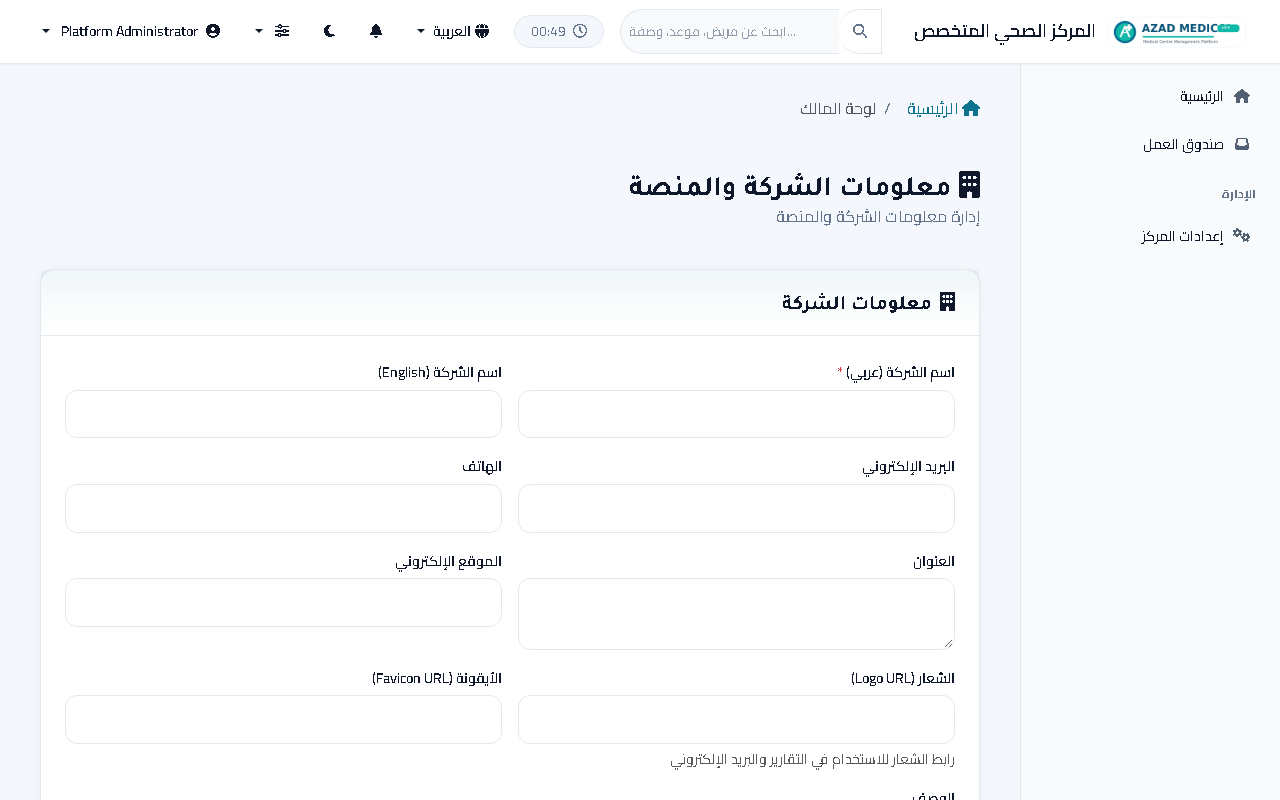 AZAD MEDIC
Medical Centre Management Platform
المركز الصحي المتخصص
ابحث عن مريض، موعد، وصفة...
00:49
العربية
Platform Administrator
الرئيسية
صندوق العمل
الإدارة
إعدادات المركز
الرئيسية / لوحة المالك
معلومات الشركة والمنصة
إدارة معلومات الشركة والمنصة
معلومات الشركة
اسم الشركة (عربي) *
اسم الشركة (English)
البريد الإلكتروني
الهاتف
العنوان
الموقع الإلكتروني
الشعار (Logo URL)
الأيقونة (Favicon URL)
رابط الشعار للاستخدام في التقارير والبريد الإلكتروني
الوصف